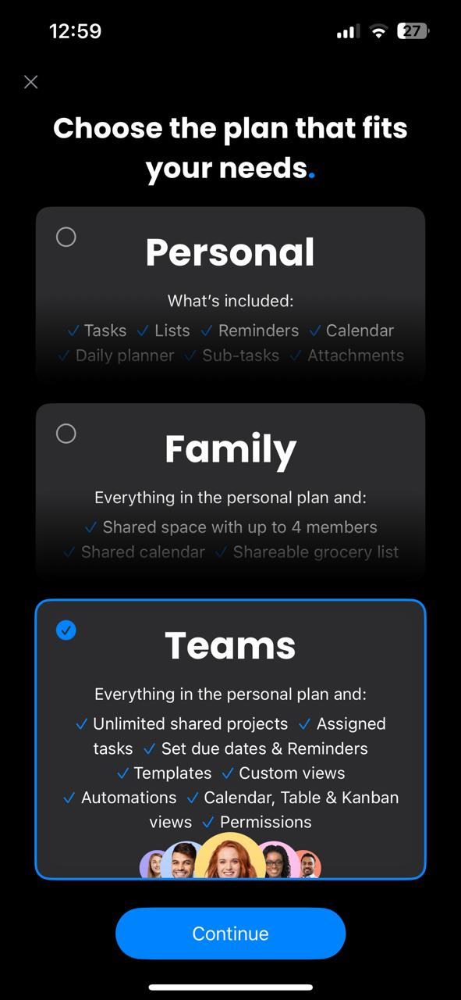 12:59
27
Choose the plan that fits
your needs.
Personal
What's included:
✓ Tasks ✓ Lists ✓ Reminders ✓ Calendar
✓ Daily planner ✓ Sub-tasks ✓ Attachments
Family
Everything in the personal plan and:
✓ Shared space with up to 4 members
✓ Shared calendar ✓ Shareable grocery list
Teams
Everything in the personal plan and:
✓ Unlimited shared projects ✓ Assigned
tasks ✓ Set due dates & Reminders
✓ Templates ✓ Custom views
✓ Automations ✓ Calendar, Table & Kanban
views ✓ Permissions
Continue